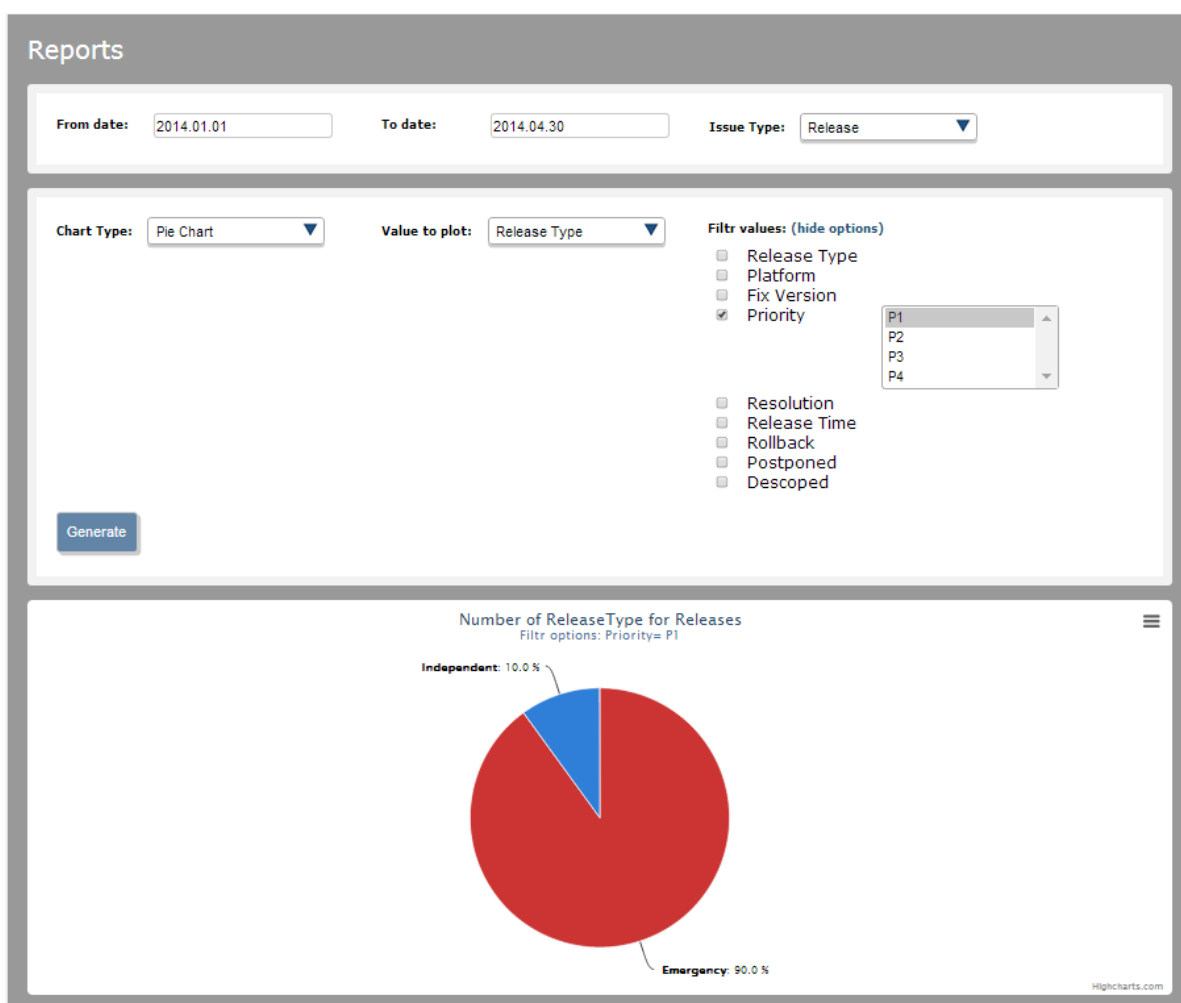 Reports
From date: 2014.01.01 To date: 2014.04.30 Issue Type: Release
Chart Type: Pie Chart Value to plot: Release Type Filtr values: (hide options)
Release Type
Platform
Fix Version
Priority P1
P2
P3
P4
Resolution
Release Time
Rollback
Postponed
Descoped
Generate
Number of ReleaseType for Releases
Filtr options: Priority= P1
Independent: 10.0 %
Emergency: 90.0 %
Highcharts.com